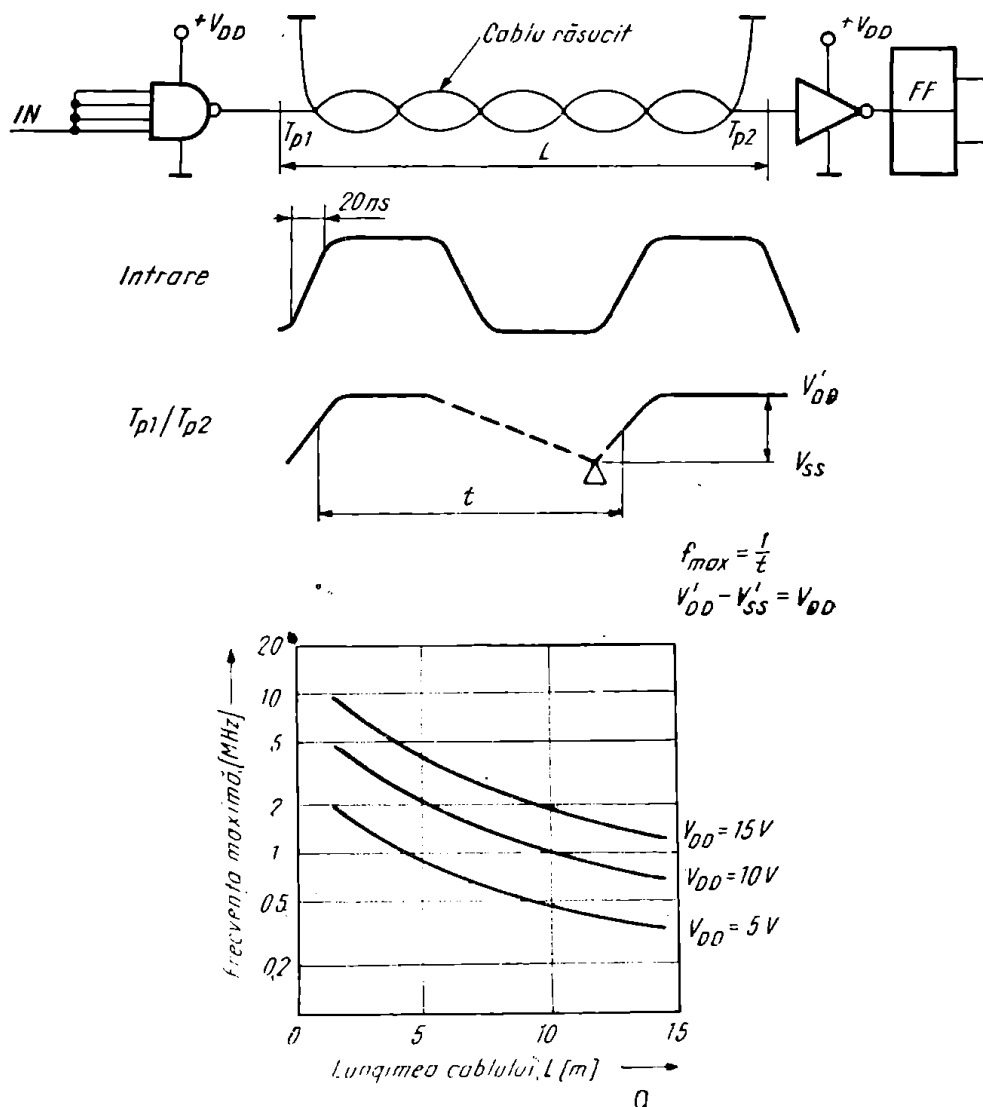 +V_DD
Cablu răsucit
+V_DD
IN
FF
T_p1
T_p2
L
20ns
Intrare
T_p1/T_p2
V'_DD
V_SS
t
f_max = 1/t
V'_DD - V'_SS = V_DD
Frecvența maximă, [MHz]
20
10
5
2
1
0.5
0,2
0
5
10
15
V_DD = 15 V
V_DD = 10 V
V_DD = 5 V
Lungimea cablului, L [m]
a